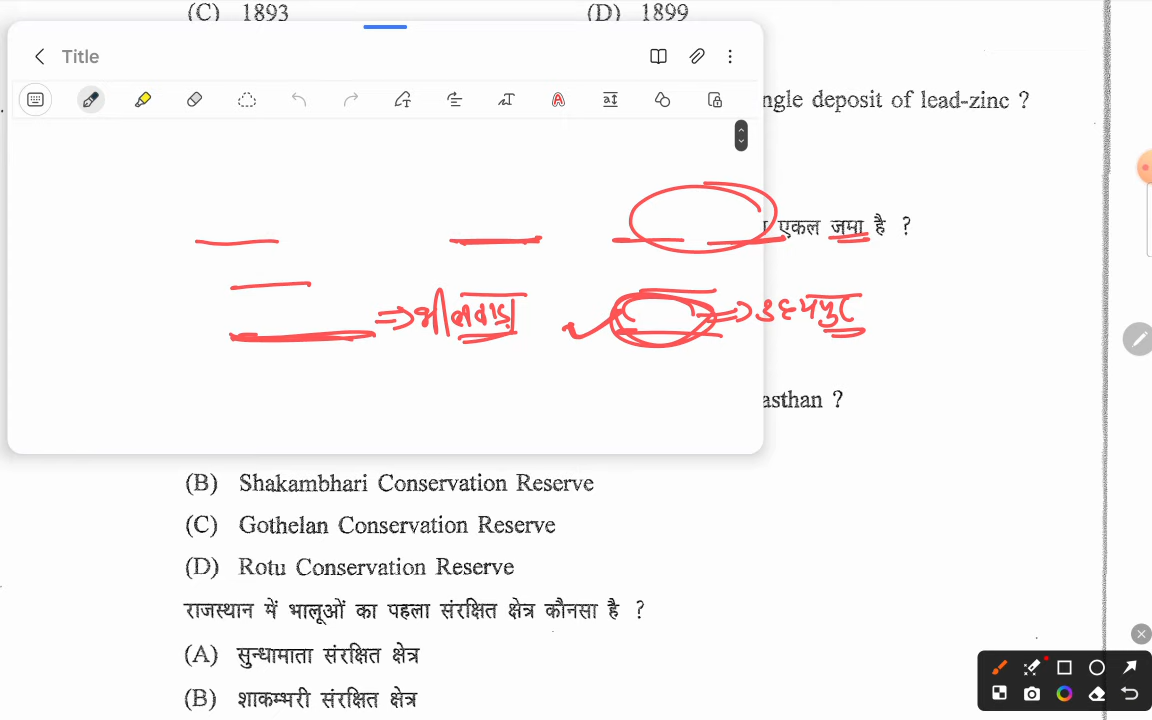 (C) 1893 (D) 1899
Title
ngle deposit of lead-zinc ?
एकल जमा है ?
भीलवाड़ा उदयपुर
asthan ?
(B) Shakambhari Conservation Reserve
(C) Gothelan Conservation Reserve
(D) Rotu Conservation Reserve
राजस्थान में भालूओं का पहला संरक्षित क्षेत्र कौनसा है ?
(A) सुन्धामाता संरक्षित क्षेत्र
(B) शाकम्भरी संरक्षित क्षेत्र